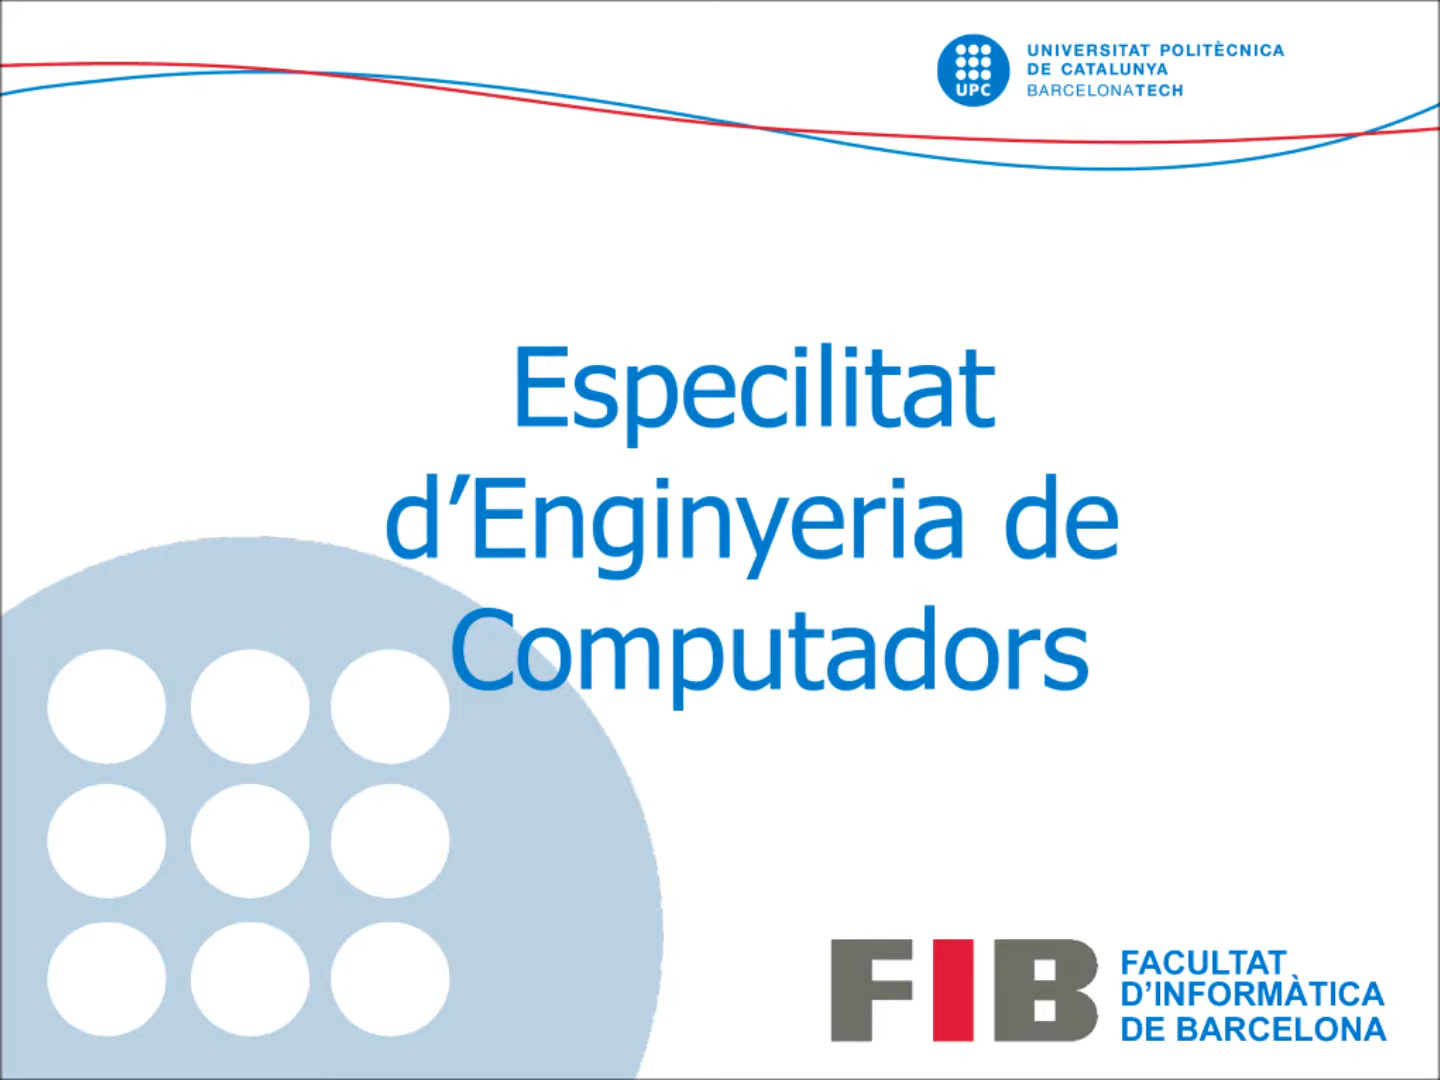 UPC
UNIVERSITAT POLITÈCNICA
DE CATALUNYA
BARCELONATECH
Especilitat
d’Enginyeria de
Computadors
FIB
FACULTAT
D’INFORMÀTICA
DE BARCELONA